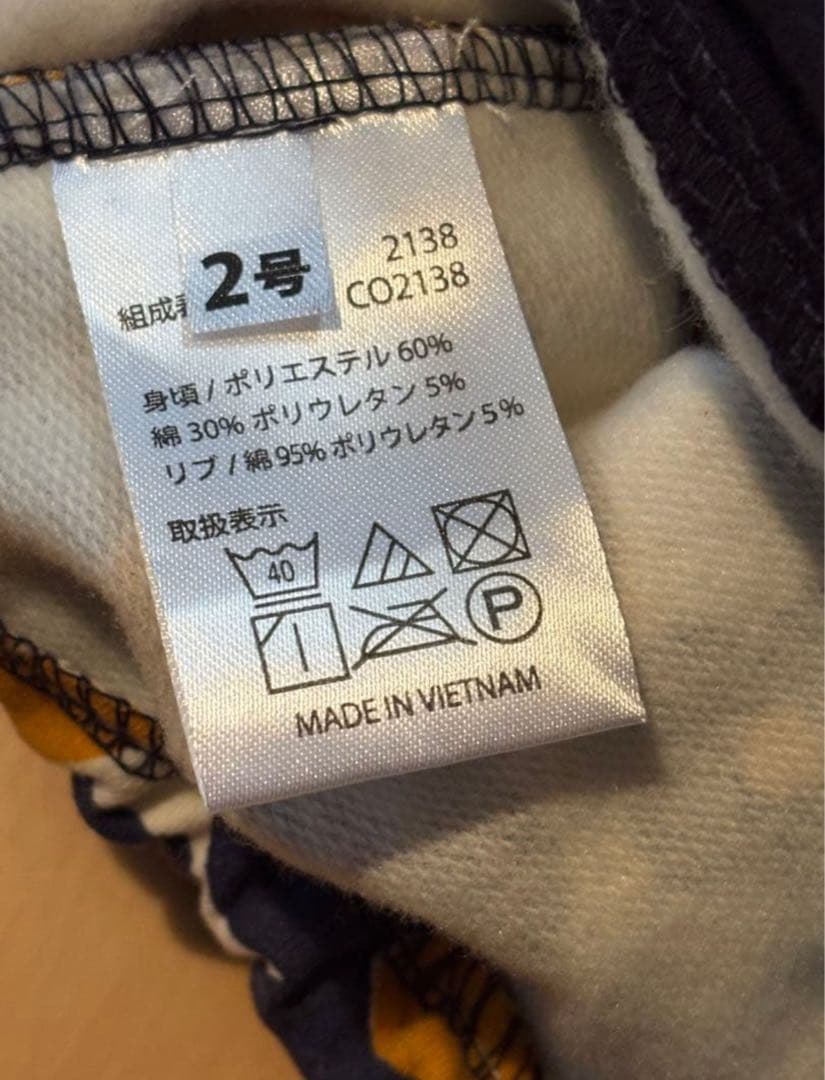 2138
2号
CO2138
組成
身頃 / ポリエステル 60%
綿 30% ポリウレタン 5%
リブ / 綿 95% ポリウレタン 5%
取扱表示
40
P
MADE IN VIETNAM